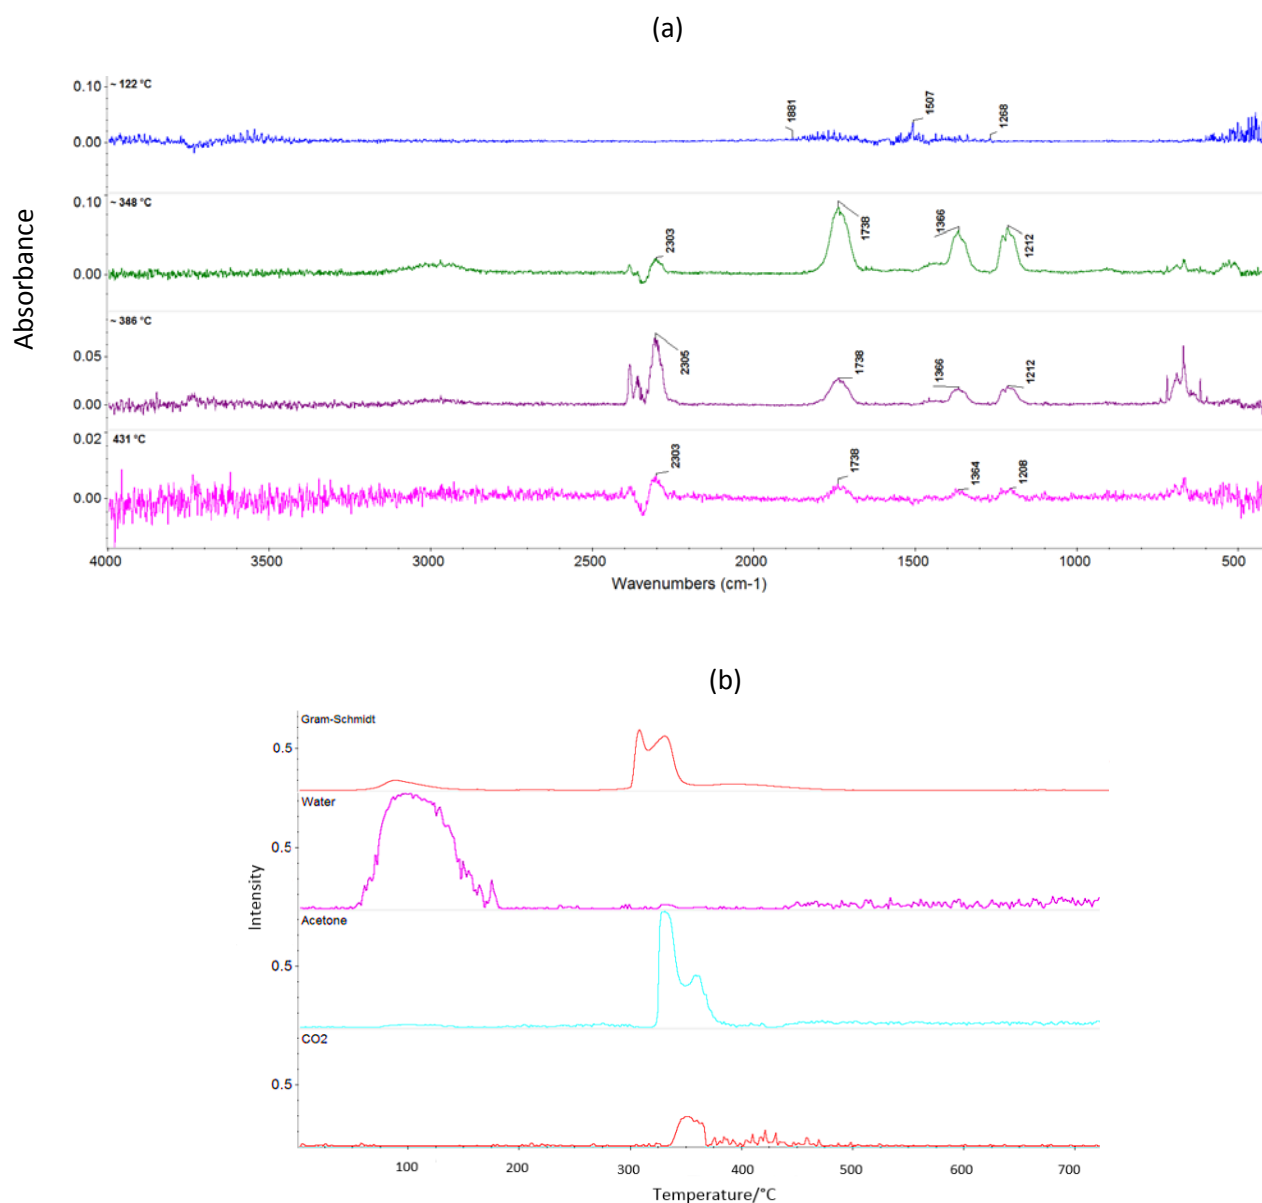 (a)
Absorbance
0.10
~ 122 °C
0.00
1881
1507
1268
0.10
~ 348 °C
0.00
2303
1738
1366
1212
~ 386 °C
0.05
0.00
2305
1738
1366
1212
0.02
431 °C
0.00
2303
1738
1364
1208
4000 3500 3000 2500 2000 1500 1000 500
Wavenumbers (cm-1)
(b)
Intensity
Gram-Schmidt
0.5
Water
0.5
Acetone
0.5
CO2
0.5
100 200 300 400 500 600 700
Temperature/°C